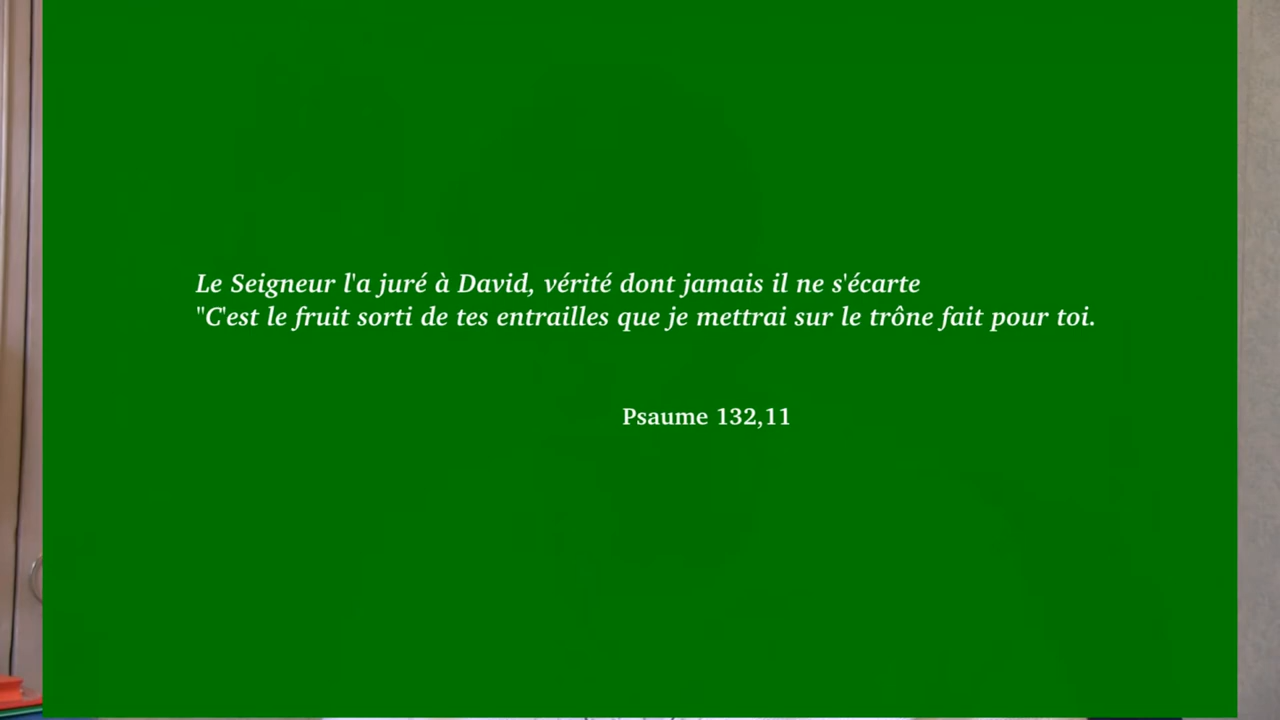 Le Seigneur l'a juré à David, vérité dont jamais il ne s'écarte
"C'est le fruit sorti de tes entrailles que je mettrai sur le trône fait pour toi.
Psaume 132,11